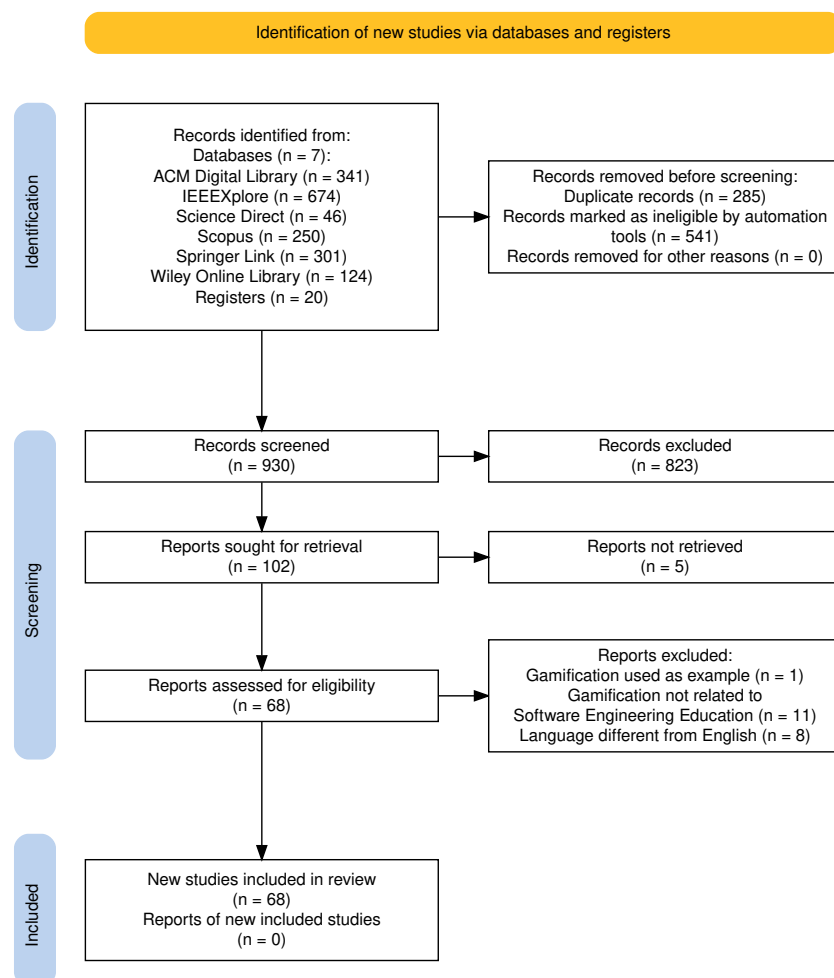 Identification of new studies via databases and registers
Identification
Records identified from:
Databases (n = 7):
ACM Digital Library (n = 341)
IEEEXplore (n = 674)
Science Direct (n = 46)
Scopus (n = 250)
Springer Link (n = 301)
Wiley Online Library (n = 124)
Registers (n = 20)
Records removed before screening:
Duplicate records (n = 285)
Records marked as ineligible by automation
tools (n = 541)
Records removed for other reasons (n = 0)
Screening
Records screened
(n = 930)
Records excluded
(n = 823)
Reports sought for retrieval
(n = 102)
Reports not retrieved
(n = 5)
Reports assessed for eligibility
(n = 68)
Reports excluded:
Gamification used as example (n = 1)
Gamification not related to
Software Engineering Education (n = 11)
Language different from English (n = 8)
Included
New studies included in review
(n = 68)
Reports of new included studies
(n = 0)